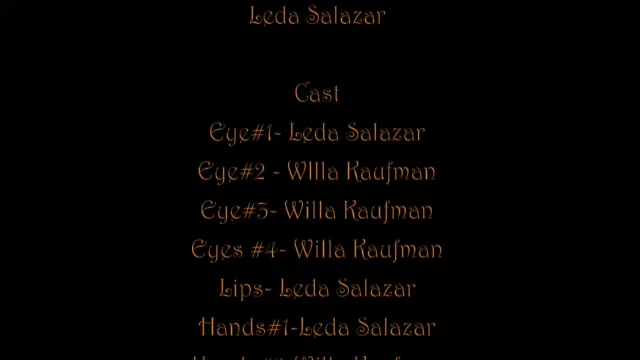 Leda Salazar
Cast
Eye#1- Leda Salazar
Eye#2 - WIlla Kaufman
Eye#3- Willa Kaufman
Eyes #4- Willa Kaufman
Lips- Leda Salazar
Hands#1-Leda Salazar